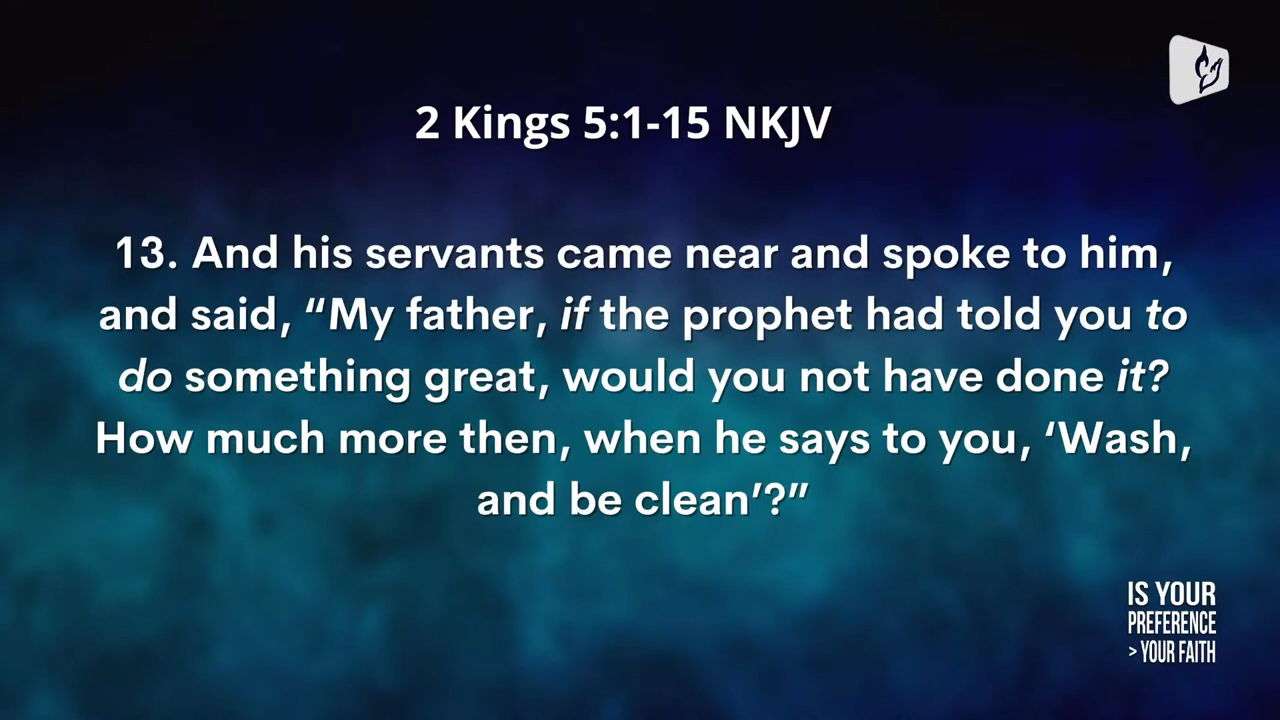 2 Kings 5:1-15 NKJV
13. And his servants came near and spoke to him,
and said, “My father, if the prophet had told you to
do something great, would you not have done it?
How much more then, when he says to you, ‘Wash,
and be clean’?”
IS YOUR
PREFERENCE
> YOUR FAITH